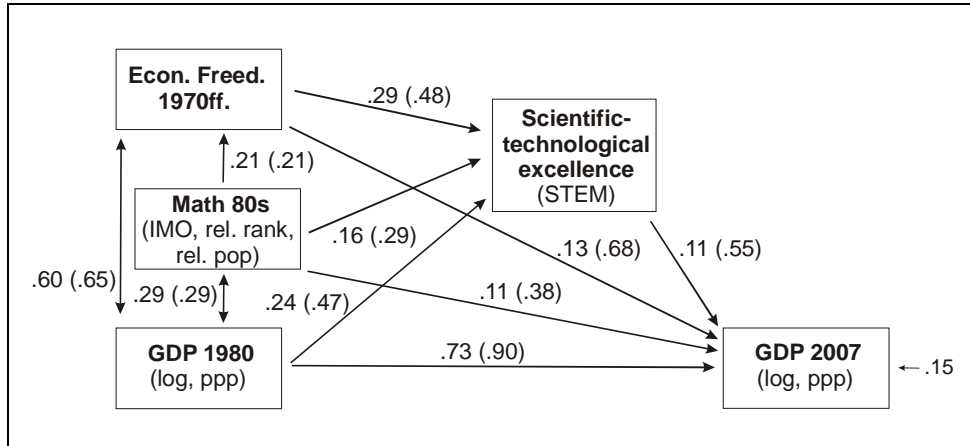 Econ. Freed.
1970ff.
.29 (.48)
Scientific-
technological
excellence
(STEM)
.21 (.21)
Math 80s
(IMO, rel. rank,
rel. pop)
.16 (.29)
.13 (.68)
.11 (.55)
.60 (.65)
.29 (.29)
.24 (.47)
.11 (.38)
GDP 1980
(log, ppp)
.73 (.90)
GDP 2007
(log, ppp)
.15